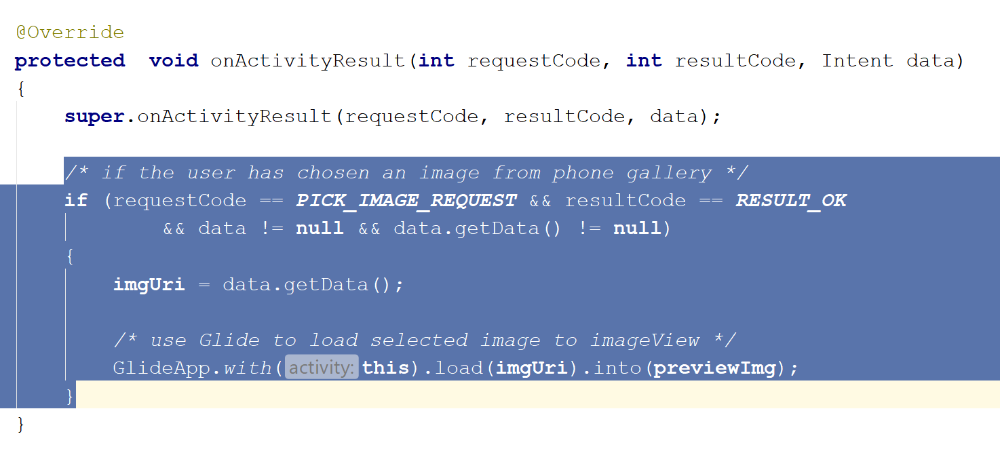 @Override
protected  void onActivityResult(int requestCode, int resultCode, Intent data)
{
    super.onActivityResult(requestCode, resultCode, data);

    /* if the user has chosen an image from phone gallery */
    if (requestCode == PICK_IMAGE_REQUEST && resultCode == RESULT_OK
            && data != null && data.getData() != null)
    {
        imgUri = data.getData();

        /* use Glide to load selected image to imageView */
        GlideApp.with(activity: this).load(imgUri).into(previewImg);
    }
}